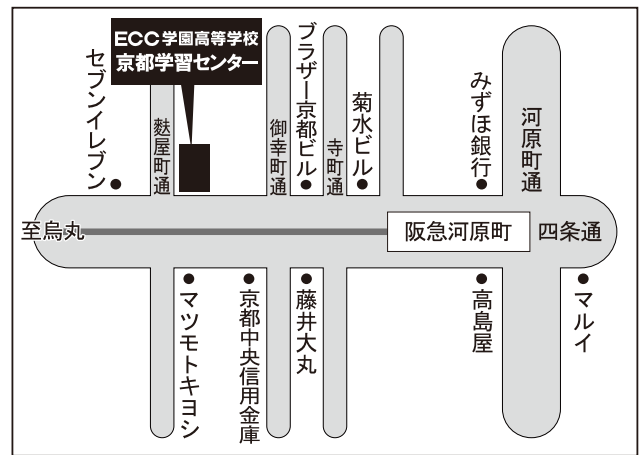 ECC学園高等学校
京都学習センター
セブンイレブン
麩屋町通
御幸町通
ブラザー京都ビル
寺町通
菊水ビル
みずほ銀行
河原町通
至烏丸
阪急河原町
四条通
マツモトキヨシ
京都中央信用金庫
藤井大丸
高島屋
マルイ